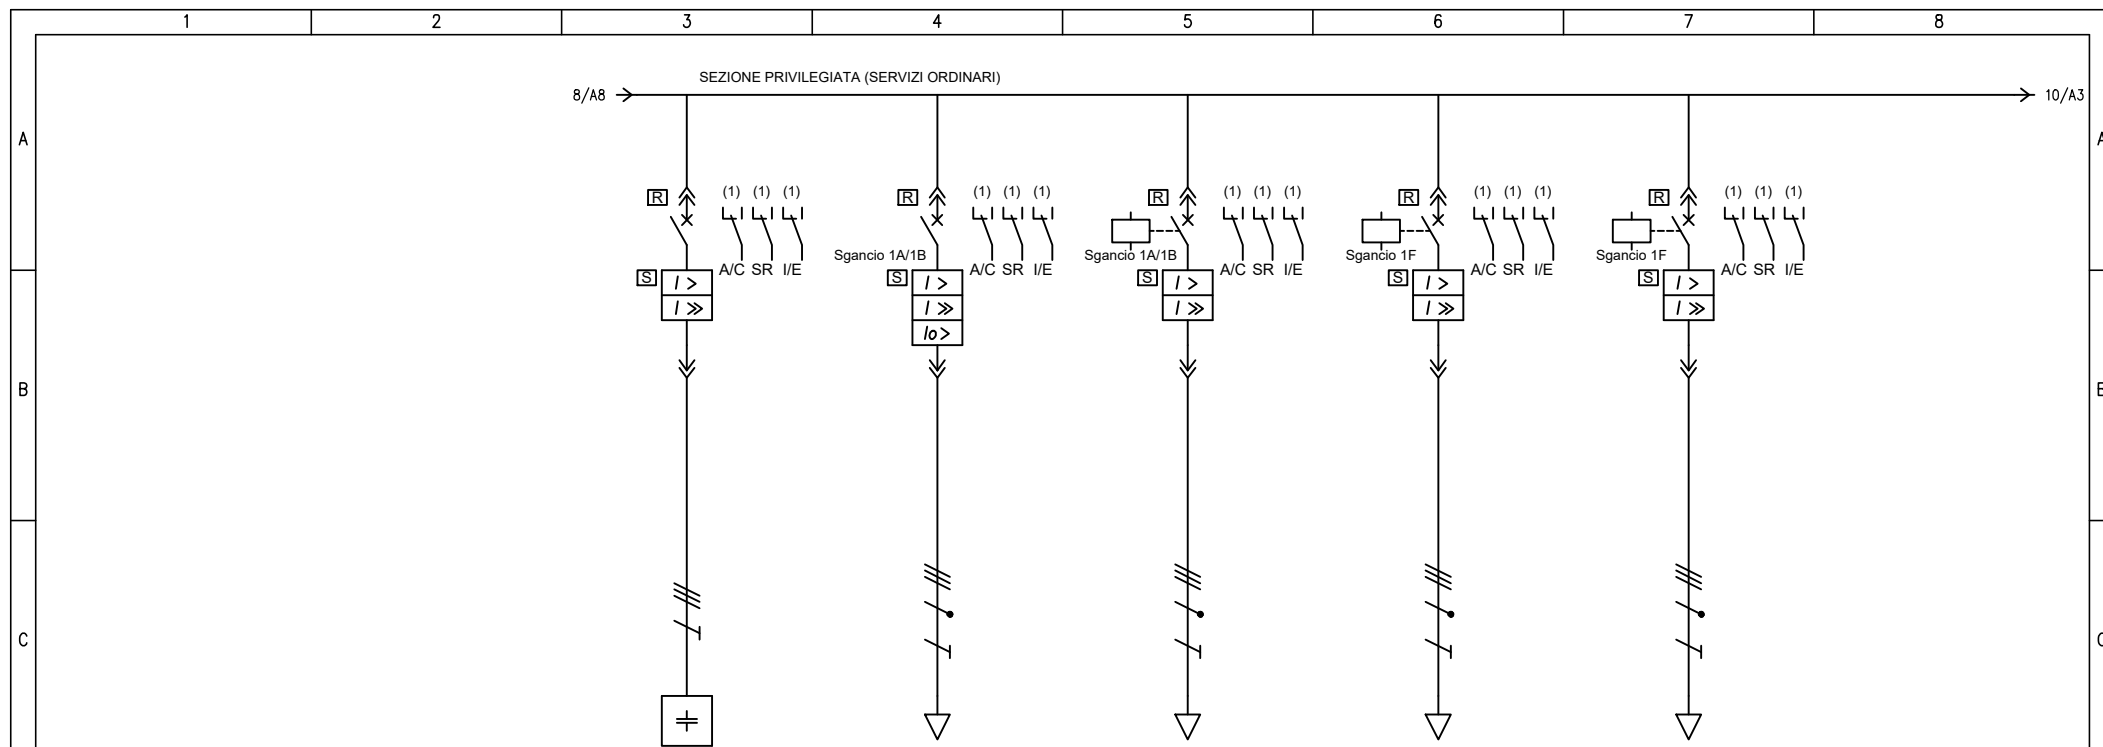 1 2 3 4 5 6 7 8
SEZIONE PRIVILEGIATA (SERVIZI ORDINARI)
8/A8 10/A3
A A
R (1) (1) (1) R (1) (1) (1) R (1) (1) (1) R (1) (1) (1) R (1) (1) (1)
Sgancio 1A/1B Sgancio 1A/1B Sgancio 1F Sgancio 1F
A/C SR I/E A/C SR I/E A/C SR I/E A/C SR I/E A/C SR I/E
S I > S I > S I > S I > S I >
I >> I >> I >> I >> I >>
Io >
B B
C C